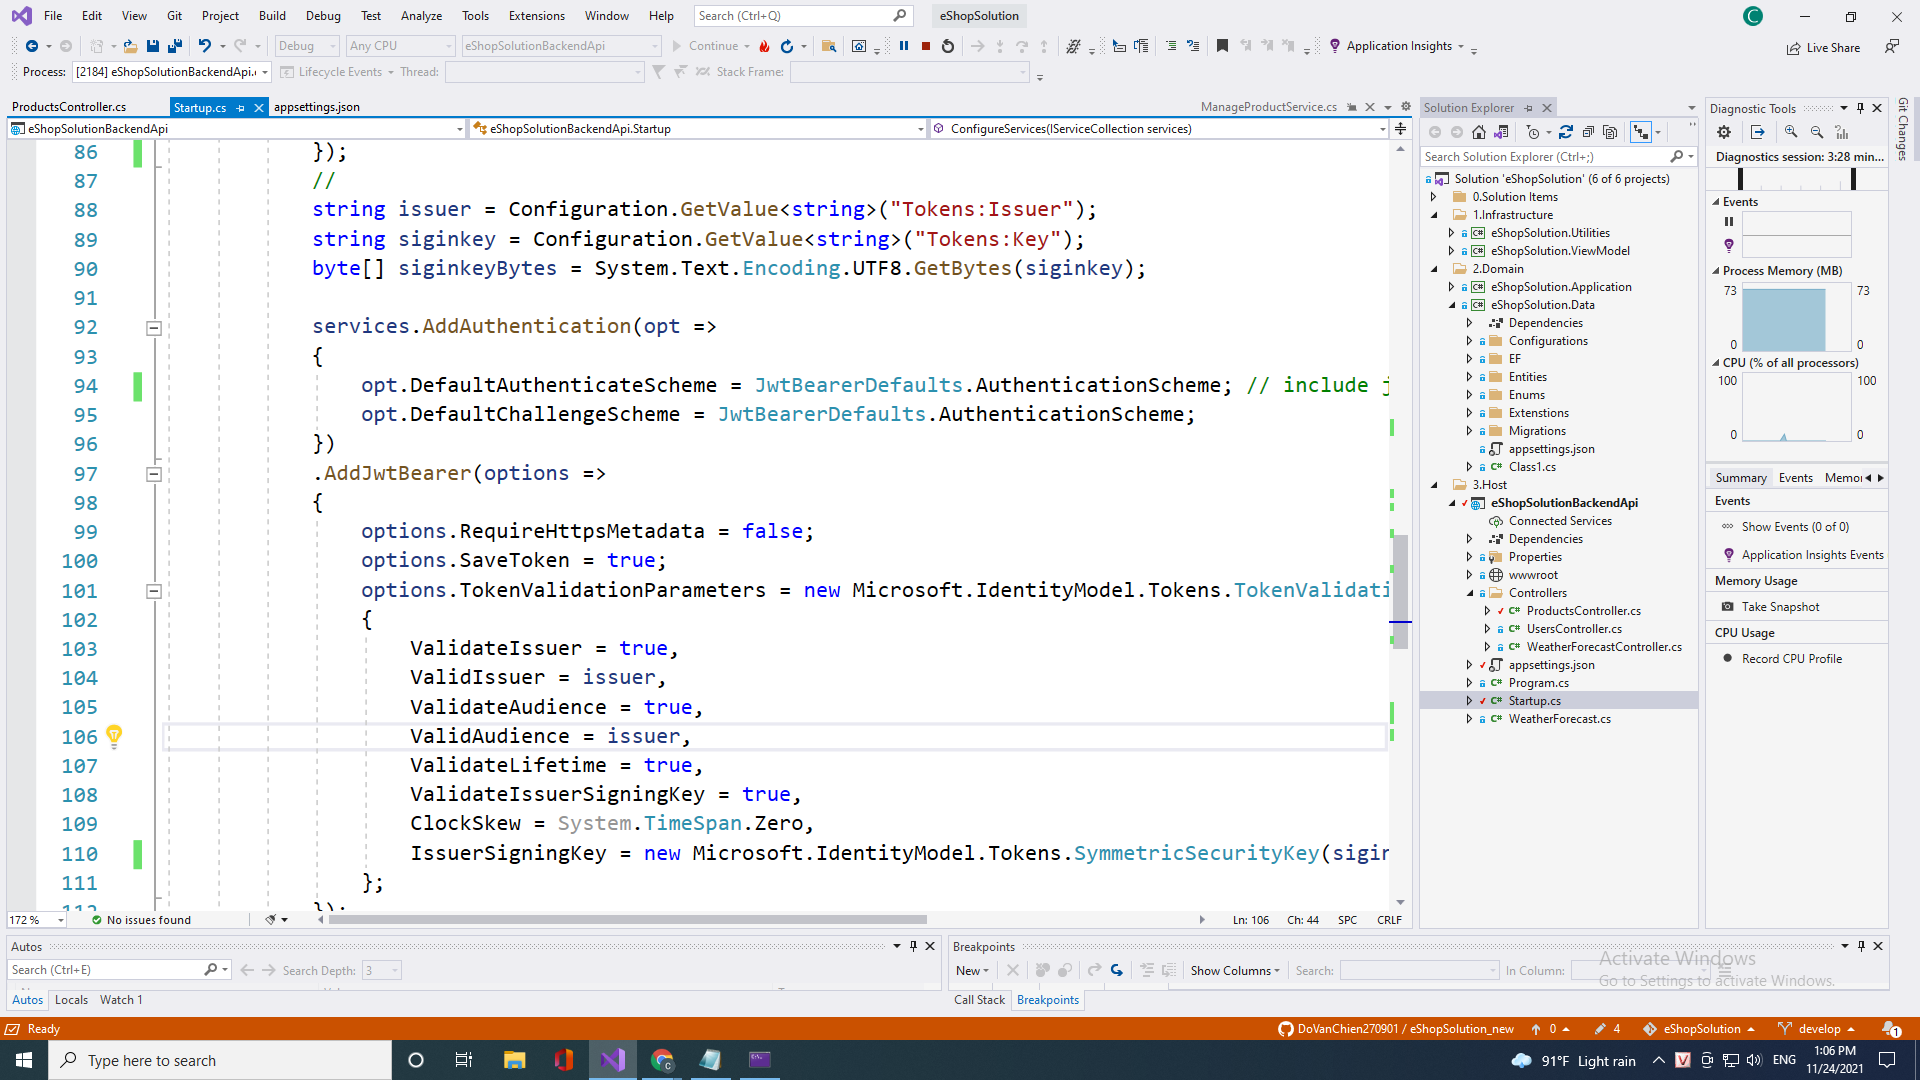 File Edit View Git Project Build Debug Test Analyze Tools Extensions Window Help Search (Ctrl+Q) eShopSolution C
Debug Any CPU eShopSolutionBackendApi Continue Application Insights Live Share
Process: [2184] eShopSolutionBackendApi. Lifecycle Events Thread: Stack Frame:
ProductsController.cs Startup.cs appsettings.json ManageProductService.cs
eShopSolutionBackendApi eShopSolutionBackendApi.Startup ConfigureServices(IServiceCollection services)
86 });
87 //
88 string issuer = Configuration.GetValue<string>("Tokens:Issuer");
89 string siginkey = Configuration.GetValue<string>("Tokens:Key");
90 byte[] siginkeyBytes = System.Text.Encoding.UTF8.GetBytes(siginkey);
91
92 services.AddAuthentication(opt =>
93 {
94 opt.DefaultAuthenticateScheme = JwtBearerDefaults.AuthenticationScheme; // include j
95 opt.DefaultChallengeScheme = JwtBearerDefaults.AuthenticationScheme;
96 })
97 .AddJwtBearer(options =>
98 {
99 options.RequireHttpsMetadata = false;
100 options.SaveToken = true;
101 options.TokenValidationParameters = new Microsoft.IdentityModel.Tokens.TokenValidati
102 {
103 ValidateIssuer = true,
104 ValidIssuer = issuer,
105 ValidateAudience = true,
106 ValidAudience = issuer,
107 ValidateLifetime = true,
108 ValidateIssuerSigningKey = true,
109 ClockSkew = System.TimeSpan.Zero,
110 IssuerSigningKey = new Microsoft.IdentityModel.Tokens.SymmetricSecurityKey(sigin
111 };
112 });
172 % No issues found Ln: 106 Ch: 44 SPC CRLF
Solution Explorer
Search Solution Explorer (Ctrl+;)
Solution 'eShopSolution' (6 of 6 projects)
0.Solution Items
1.Infrastructure
eShopSolution.Utilities
eShopSolution.ViewModel
2.Domain
eShopSolution.Application
eShopSolution.Data
Dependencies
Configurations
EF
Entities
Enums
Extenstions
Migrations
appsettings.json
Class1.cs
3.Host
eShopSolutionBackendApi
Connected Services
Dependencies
Properties
wwwroot
Controllers
ProductsController.cs
UsersController.cs
WeatherForecastController.cs
appsettings.json
Program.cs
Startup.cs
WeatherForecast.cs
Diagnostic Tools
Diagnostics session: 3:28 min...
Events
Process Memory (MB)
73 73
0 0
CPU (% of all processors)
100 100
0 0
Summary Events Memor
Events
Show Events (0 of 0)
Application Insights Events
Memory Usage
Take Snapshot
CPU Usage
Record CPU Profile
Git Changes
Autos
Search (Ctrl+E) Search Depth: 3
Autos Locals Watch 1
Breakpoints
New Show Columns Search: In Column:
Call Stack Breakpoints
Activate Windows
Go to Settings to activate Windows.
Ready DoVanChien270901 / eShopSolution_new 0 4 eShopSolution develop 1
Type here to search 91°F Light rain ENG 1:06 PM
11/24/2021